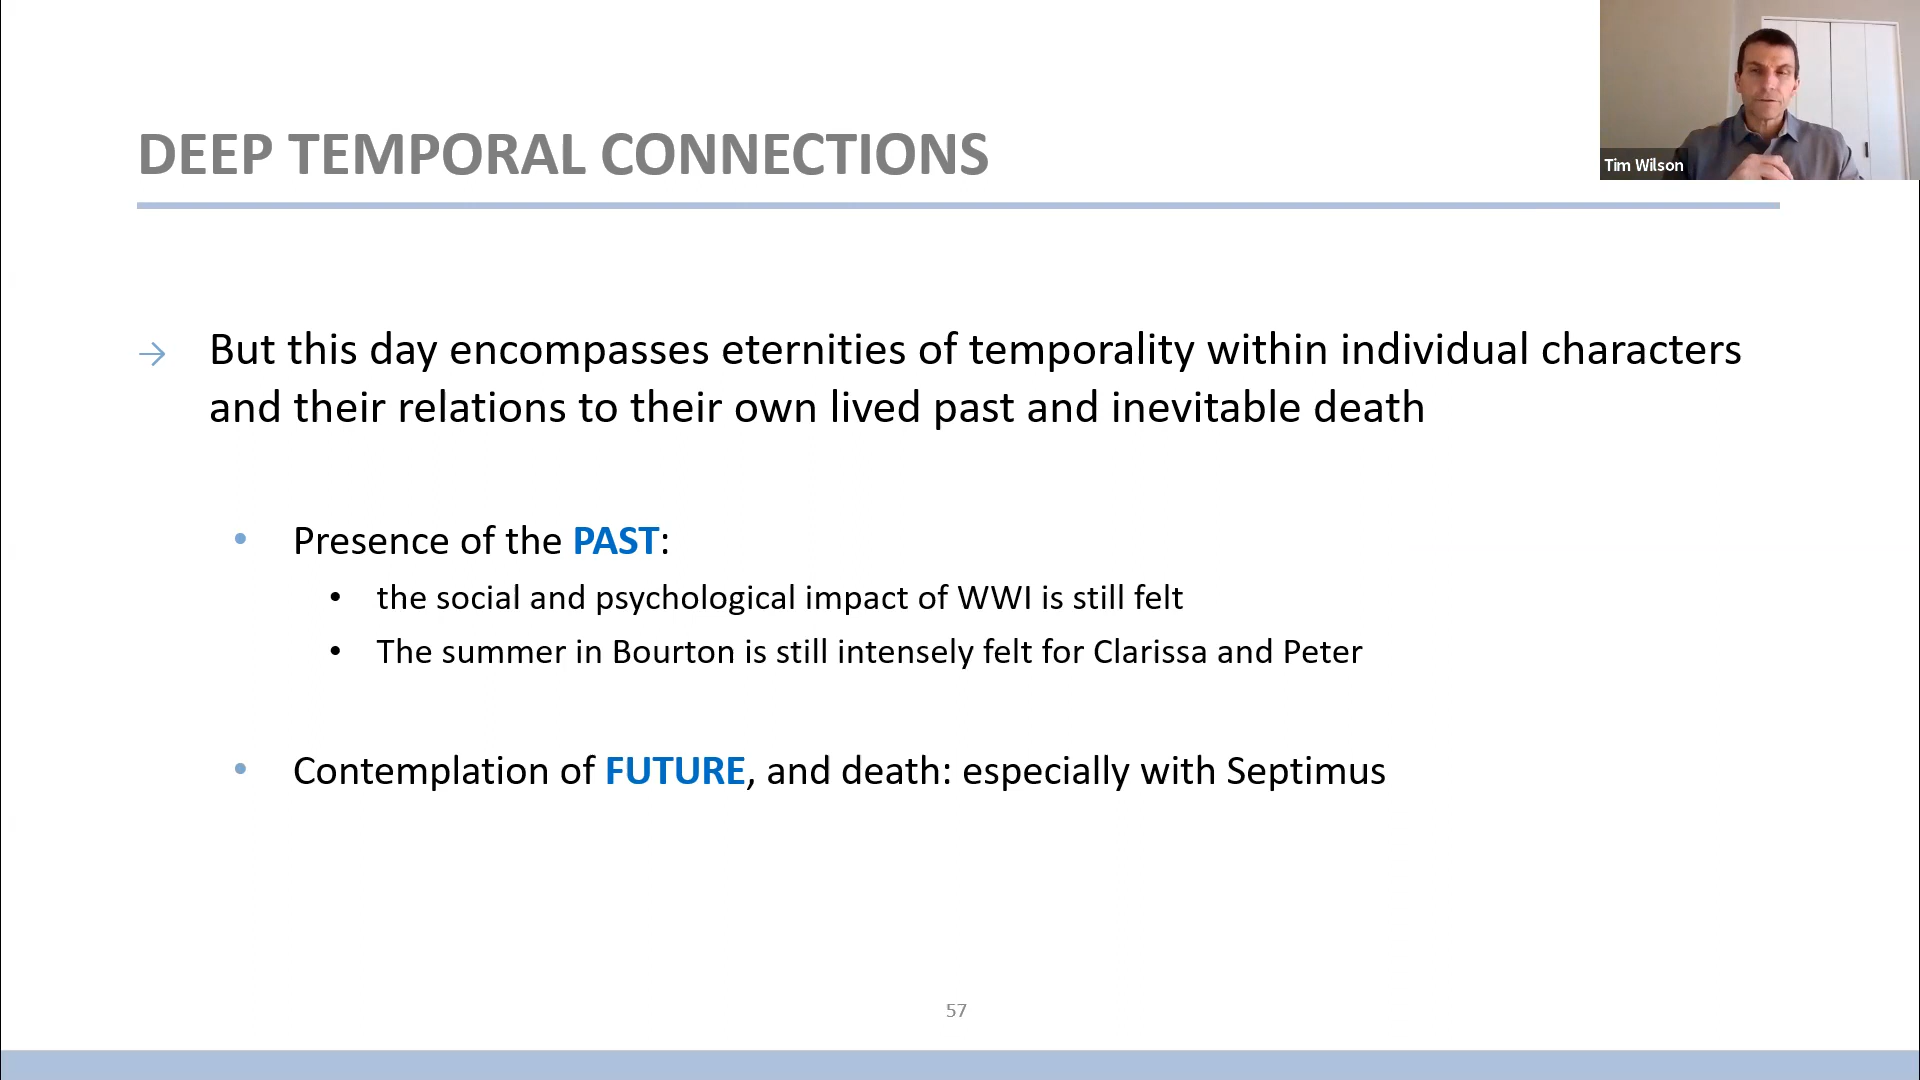 DEEP TEMPORAL CONNECTIONS
Tim Wilson
→ But this day encompasses eternities of temporality within individual characters
and their relations to their own lived past and inevitable death
• Presence of the PAST:
• the social and psychological impact of WWI is still felt
• The summer in Bourton is still intensely felt for Clarissa and Peter
• Contemplation of FUTURE, and death: especially with Septimus
57